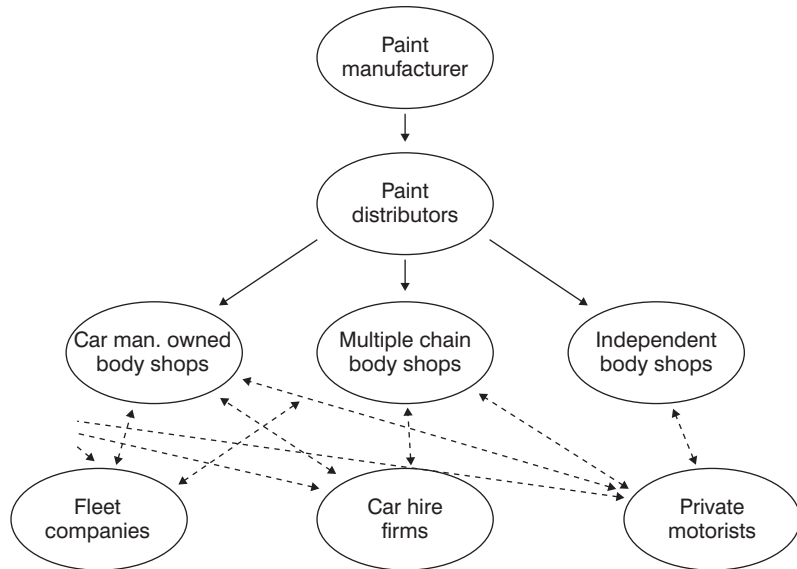 Paint
manufacturer
Paint
distributors
Car man. owned
body shops
Multiple chain
body shops
Independent
body shops
Fleet
companies
Car hire
firms
Private
motorists